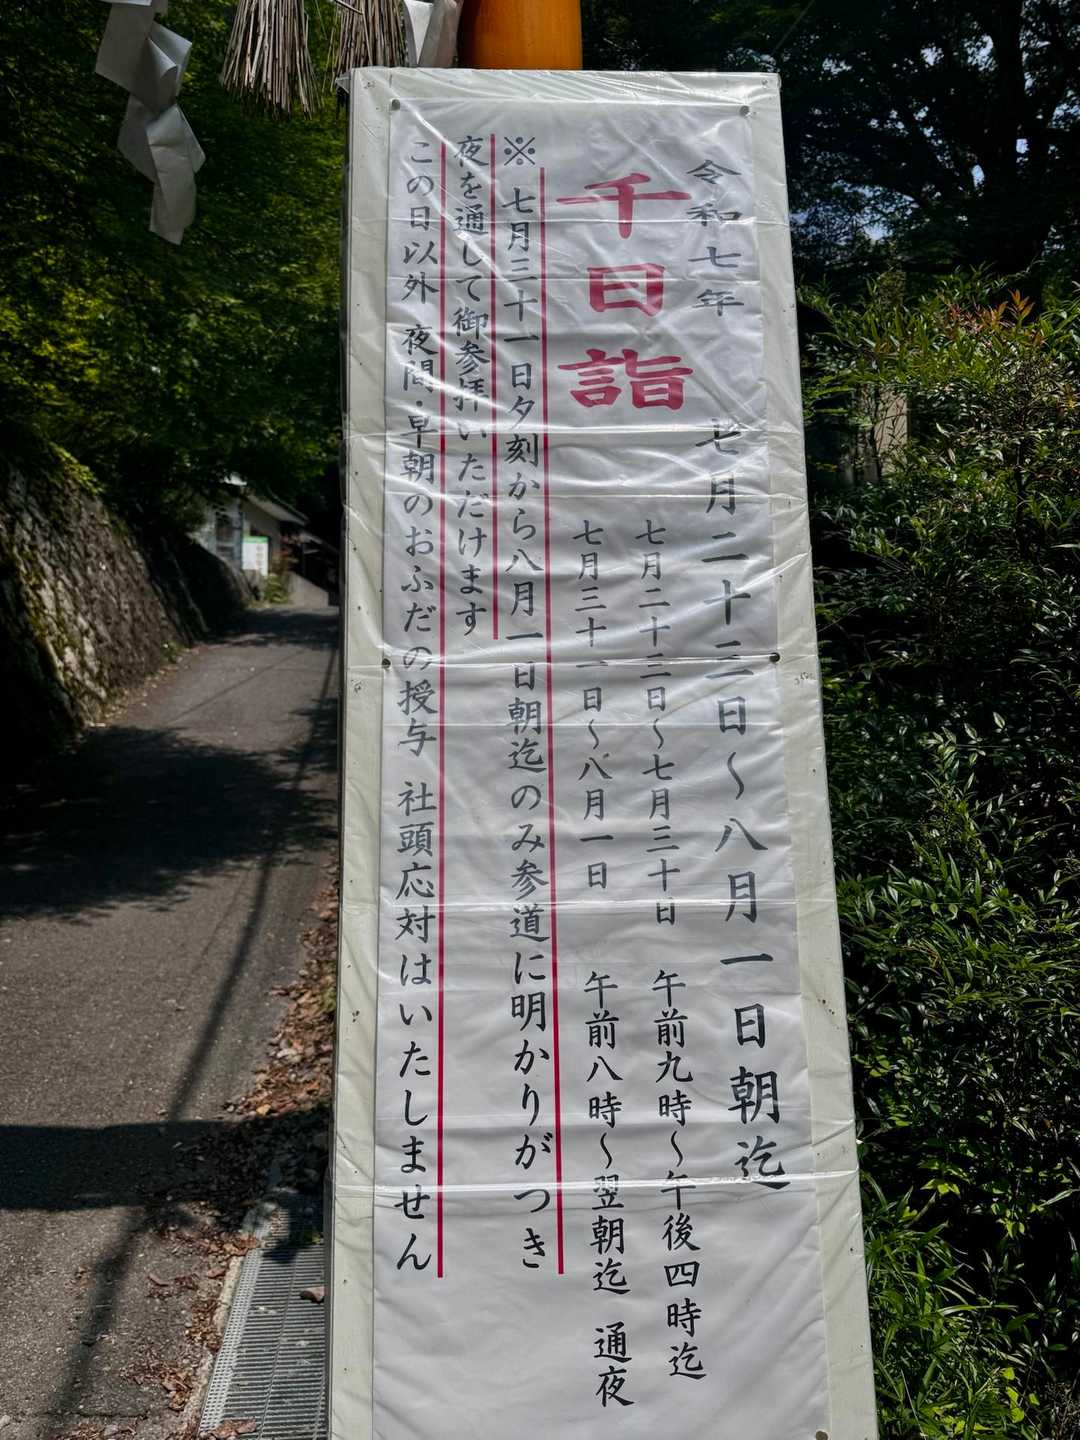 令和七年
七月二十三日～八月一日朝迄
千日詣
七月二十三日～七月三十日 午前九時～午後四時迄
七月三十一日～八月一日 午前八時～翌朝迄 通夜
※ 七月三十一日夕刻から八月一日朝迄のみ参道に明かりがつき
夜を通して御参拝いただけます
この日以外 夜間・早朝のおふだの授与 社頭応対はいたしません